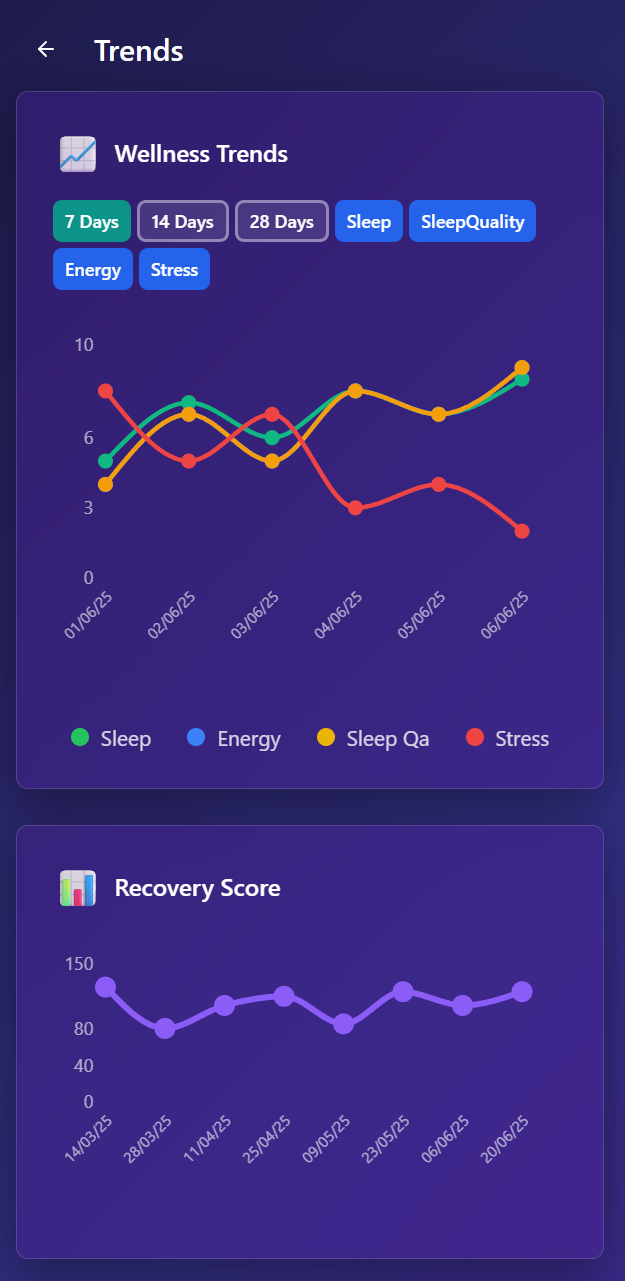 Trends
Wellness Trends
7 Days 14 Days 28 Days Sleep SleepQuality
Energy Stress
10
6
3
0
01/06/25 02/06/25 03/06/25 04/06/25 05/06/25 06/06/25
Sleep Energy Sleep Qa Stress
Recovery Score
150
80
40
0
14/03/25 28/03/25 11/04/25 25/04/25 09/05/25 23/05/25 06/06/25 20/06/25